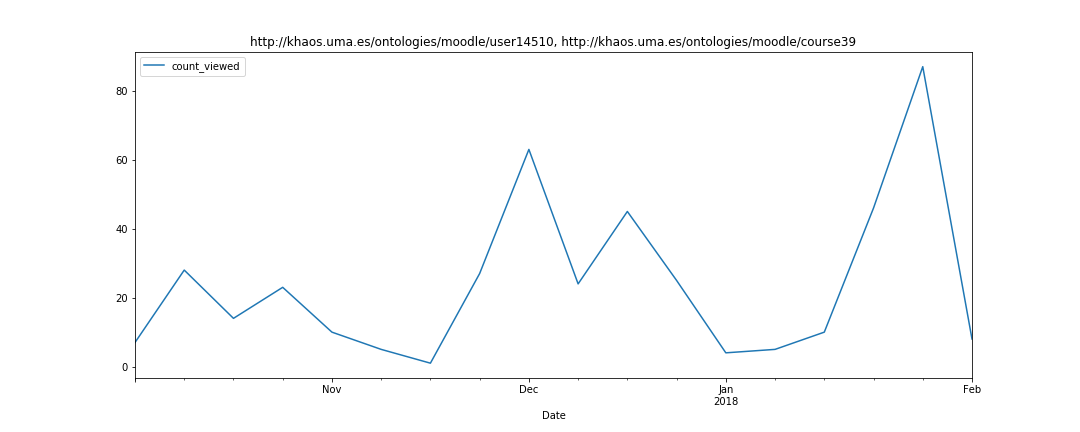 http://khaos.uma.es/ontologies/moodle/user14510, http://khaos.uma.es/ontologies/moodle/course39
count_viewed
80
60
40
20
0
Nov
Dec
Jan
2018
Feb
Date